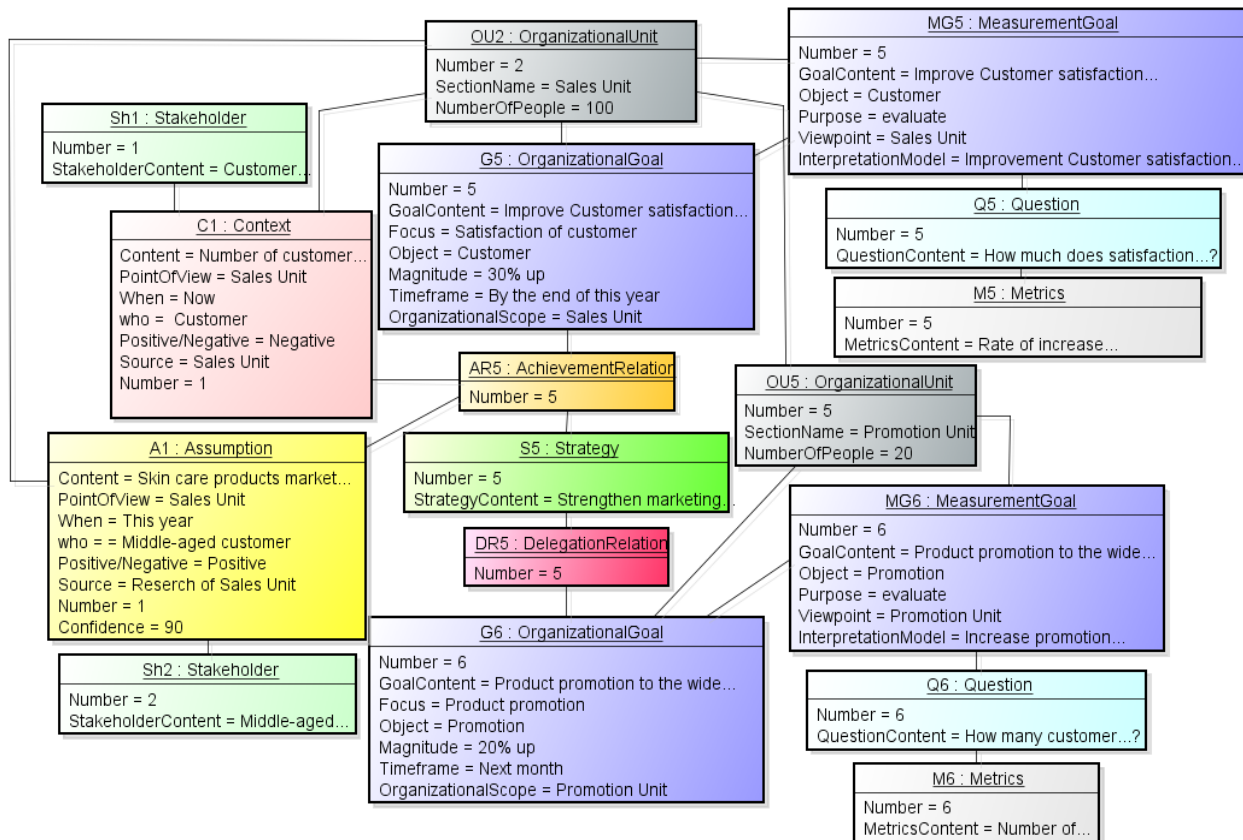 OU2 : OrganizationalUnit
Number = 2
SectionName = Sales Unit
NumberOfPeople = 100
MG5 : MeasurementGoal
Number = 5
GoalContent = Improve Customer satisfaction...
Object = Customer
Purpose = evaluate
Viewpoint = Sales Unit
InterpretationModel = Improvement Customer satisfaction...
Sh1 : Stakeholder
Number = 1
StakeholderContent = Customer...
G5 : OrganizationalGoal
Number = 5
GoalContent = Improve Customer satisfaction...
Focus = Satisfaction of customer
Object = Customer
Magnitude = 30% up
Timeframe = By the end of this year
OrganizationalScope = Sales Unit
C1 : Context
Content = Number of customer...
PointOfView = Sales Unit
When = Now
who =  Customer
Positive/Negative = Negative
Source = Sales Unit
Number = 1
Q5 : Question
Number = 5
QuestionContent = How much does satisfaction...?
M5 : Metrics
Number = 5
MetricsContent = Rate of increase...
AR5 : AchievementRelation
Number = 5
OU5 : OrganizationalUnit
Number = 5
SectionName = Promotion Unit
NumberOfPeople = 20
A1 : Assumption
Content = Skin care products market...
PointOfView = Sales Unit
When = This year
who = = Middle-aged customer
Positive/Negative = Positive
Source = Reserch of Sales Unit
Number = 1
Confidence = 90
S5 : Strategy
Number = 5
StrategyContent = Strengthen marketing...
MG6 : MeasurementGoal
Number = 6
GoalContent = Product promotion to the wide...
Object = Promotion
Purpose = evaluate
Viewpoint = Promotion Unit
InterpretationModel = Increase promotion...
DR5 : DelegationRelation
Number = 5
G6 : OrganizationalGoal
Number = 6
GoalContent = Product promotion to the wide...
Focus = Product promotion
Object = Promotion
Magnitude = 20% up
Timeframe = Next month
OrganizationalScope = Promotion Unit
Sh2 : Stakeholder
Number = 2
StakeholderContent = Middle-aged...
Q6 : Question
Number = 6
QuestionContent = How many customer...?
M6 : Metrics
Number = 6
MetricsContent = Number of...